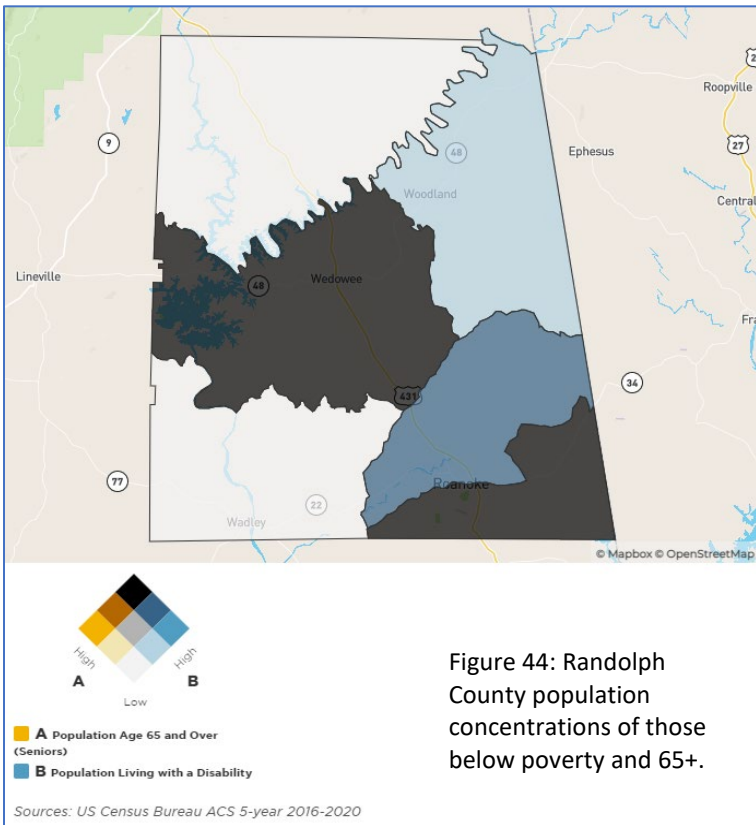 Roopville
9
27
48
Ephesus
Woodland
Central
Lineville
48
Wedowee
Fra
431
34
77
Roanoke
22
Wadley
© Mapbox © OpenStreetMap
High
High
A
B
Low
A Population Age 65 and Over
(Seniors)
B Population Living with a Disability
Sources: US Census Bureau ACS 5-year 2016-2020
Figure 44: Randolph
County population
concentrations of those
below poverty and 65+.